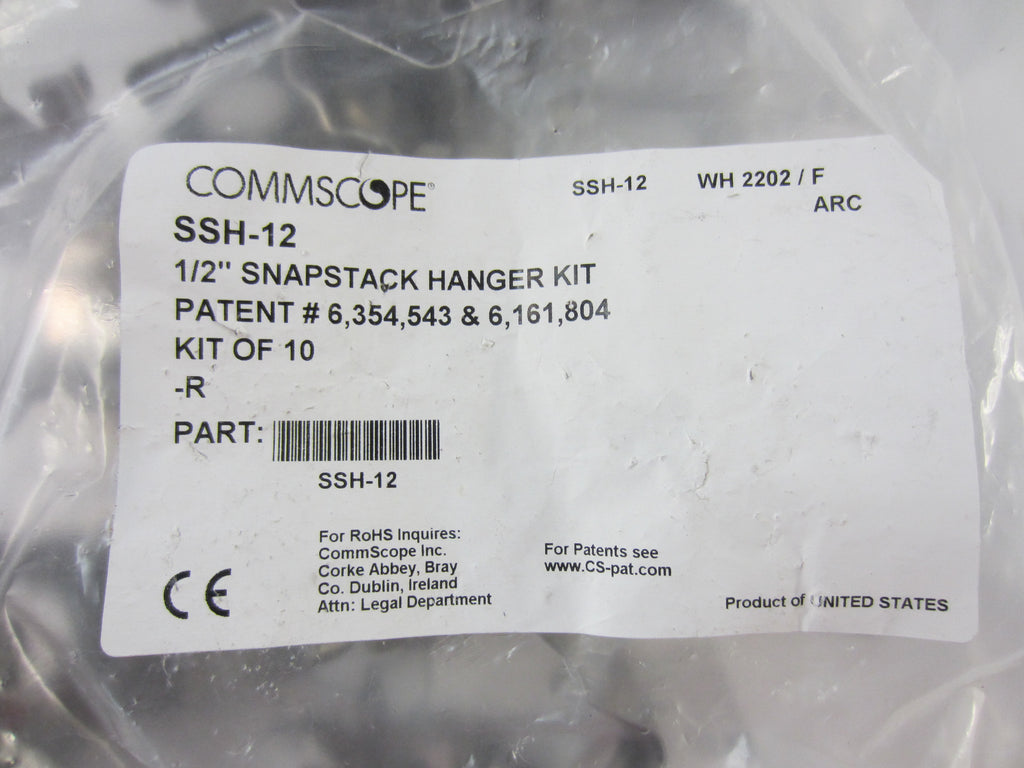 COMMSCOPE®
SSH-12 WH 2202 / F
ARC
SSH-12
1/2" SNAPSTACK HANGER KIT
PATENT # 6,354,543 & 6,161,804
KIT OF 10
-R
PART:
SSH-12
For RoHS Inquires:
CommScope Inc.
Corke Abbey, Bray
Co. Dublin, Ireland
Attn: Legal Department
For Patents see
www.CS-pat.com
CE
Product of UNITED STATES